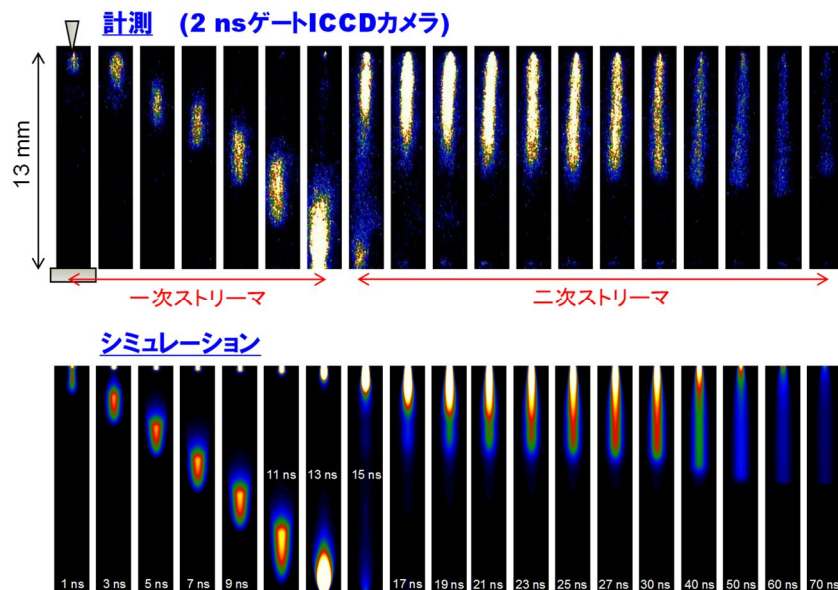 計測 (2 nsゲートICCDカメラ)
13 mm
一次ストリーマ
二次ストリーマ
シミュレーション
11 ns 13 ns 15 ns
1 ns 3 ns 5 ns 7 ns 9 ns 17 ns 19 ns 21 ns 23 ns 25 ns 27 ns 30 ns 40 ns 50 ns 60 ns 70 ns